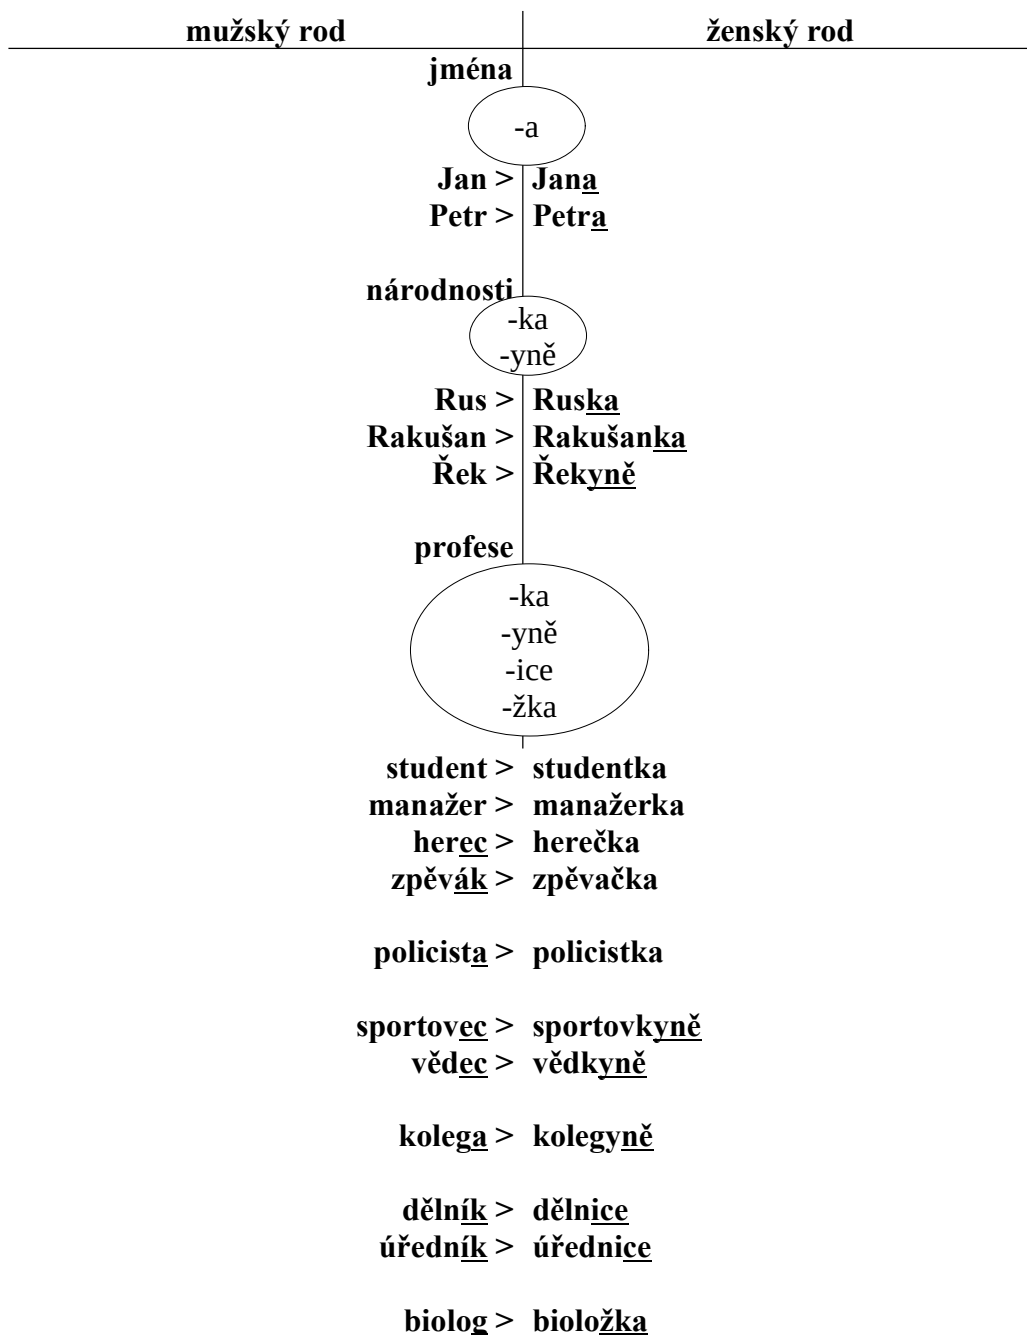 mužský rod ženský rod
jména
-a
Jan > Jana
Petr > Petra
národnosti
-ka
-yně
Rus > Ruska
Rakušan > Rakušanka
Řek > Řekyně
profese
-ka
-yně
-ice
-žka
student > studentka
manažer > manažerka
herec > herečka
zpěvák > zpěvačka
policista > policistka
sportovec > sportovkyně
vědec > vědkyně
kolega > kolegyně
dělník > dělnice
úředník > úřednice
biolog > bioložka